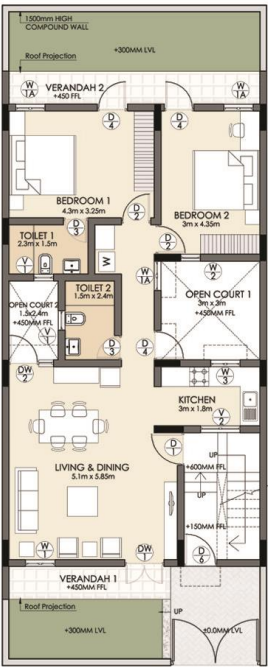 1500mm HIGH
COMPOUND WALL
+300MM LVL
Roof Projection
W
1A
VERANDAH 2
+450 FFL
W
1A
D
4
D
4
BEDROOM 1
4.3m x 3.25m
BEDROOM 2
3m x 4.35m
D
2
D
3
TOILET 1
2.3m x 1.5m
D
2
V
1
W
W
1A
W
2
TOILET 2
1.5m x 2.4m
OPEN COURT 1
3m x 3m
+450MM FFL
OPEN COURT 2
1.5x2.4m
+450MM FFL
V
1
DW
2
D
3
D
4
W
3
KITCHEN
3m x 1.8m
V
2
D
1
UP
+600MM FFL
LIVING & DINING
5.1m x 5.85m
UP
+150MM FFL
W
1
DW
1
D
6
VERANDAH 1
+450MM FFL
Roof Projection
UP
+300MM LVL
±0.0MM LVL